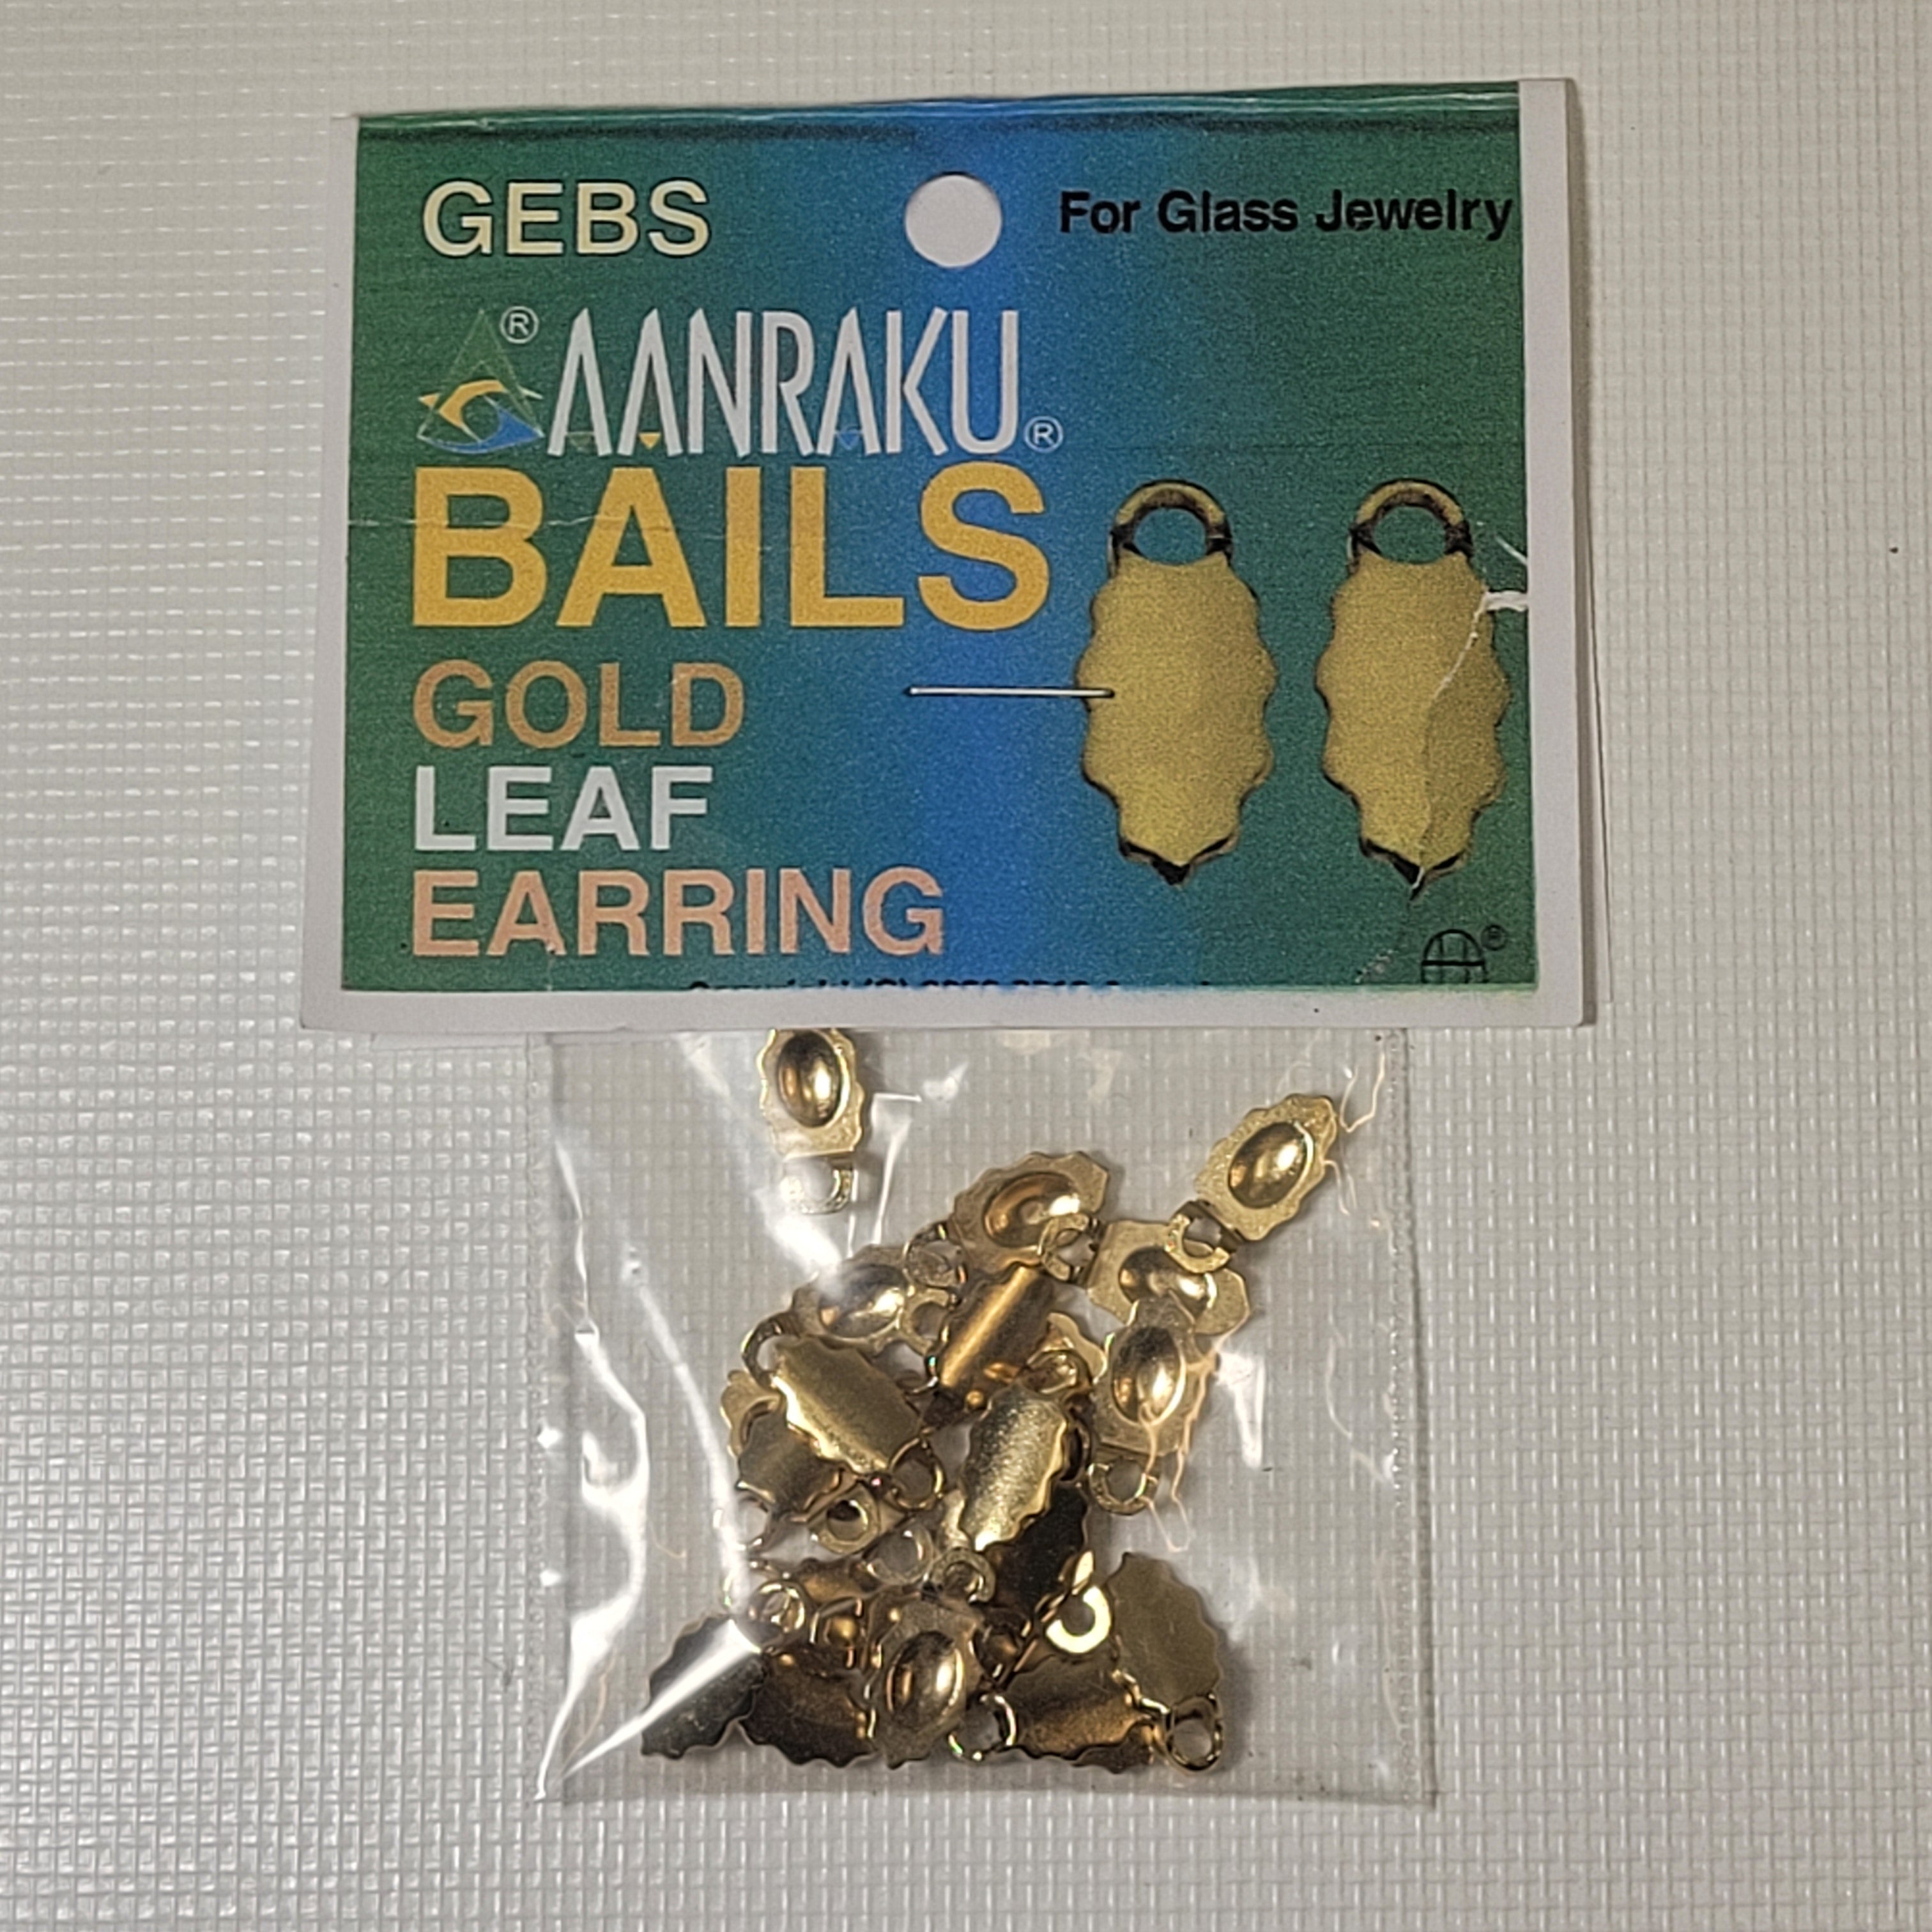 GEBS
For Glass Jewelry
®AANRAKU®
BAILS
GOLD
LEAF
EARRING
®